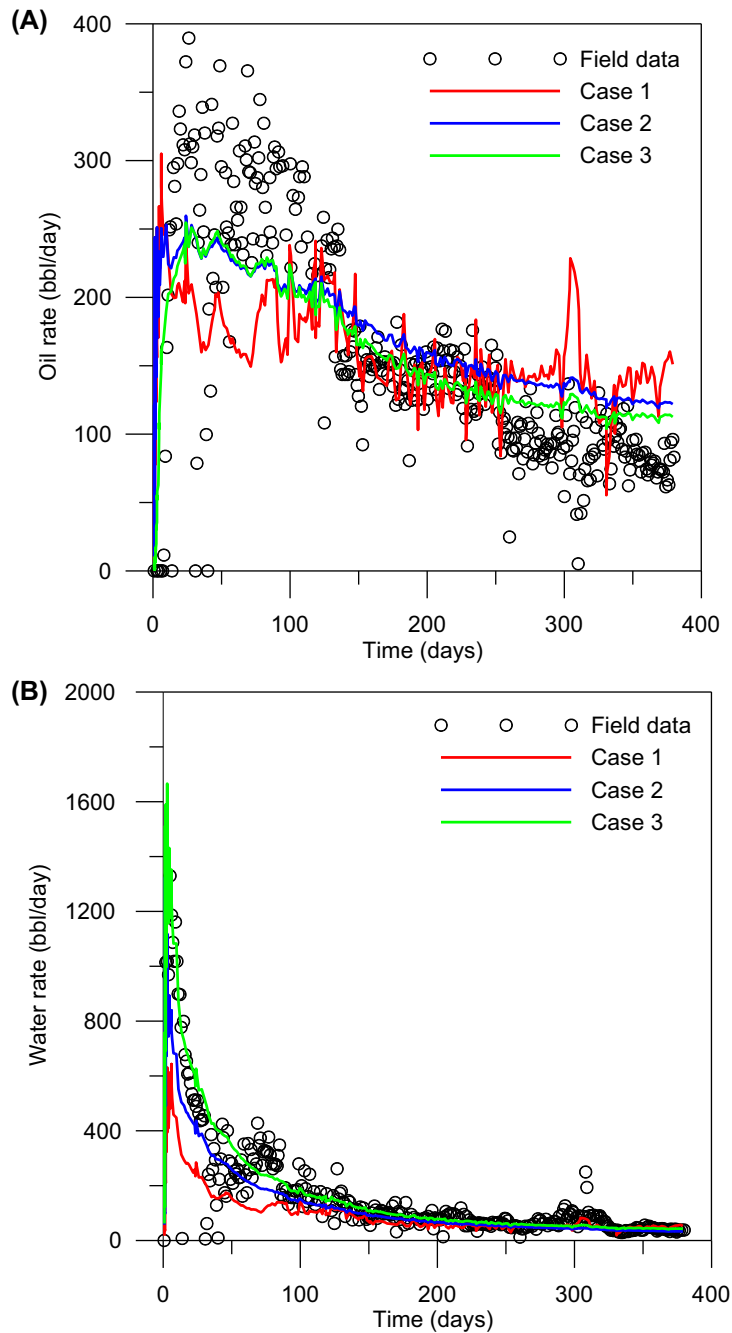 (A)
400
300
200
100
0
Oil rate (bbl/day)
Field data
Case 1
Case 2
Case 3
0
100
200
300
400
Time (days)
(B)
2000
1600
1200
800
400
0
Water rate (bbl/day)
Field data
Case 1
Case 2
Case 3
0
100
200
300
400
Time (days)